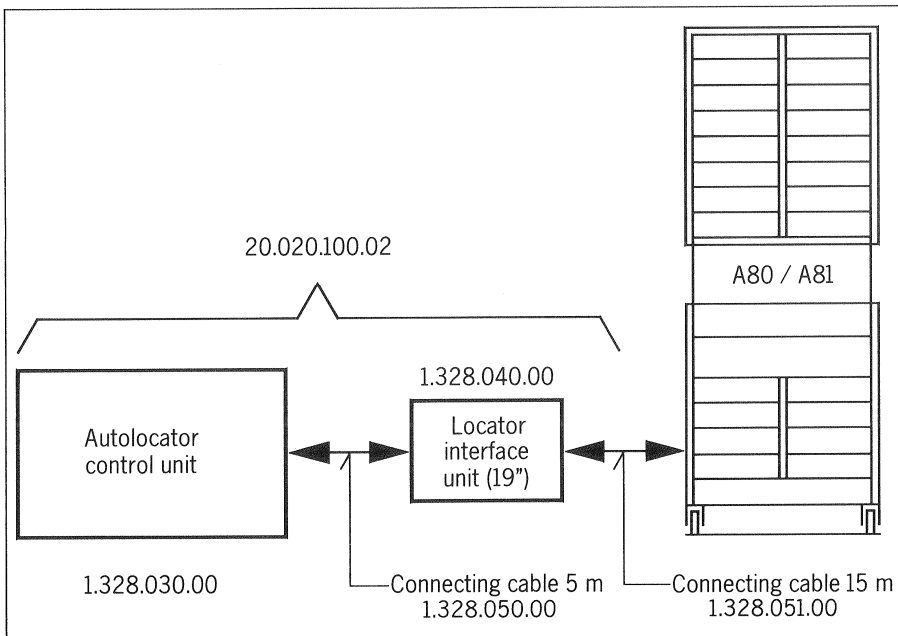 20.020.100.02
A80 / A81
1.328.040.00
Autolocator
control unit
Locator
interface
unit (19")
1.328.030.00
Connecting cable 5 m
1.328.050.00
Connecting cable 15 m
1.328.051.00